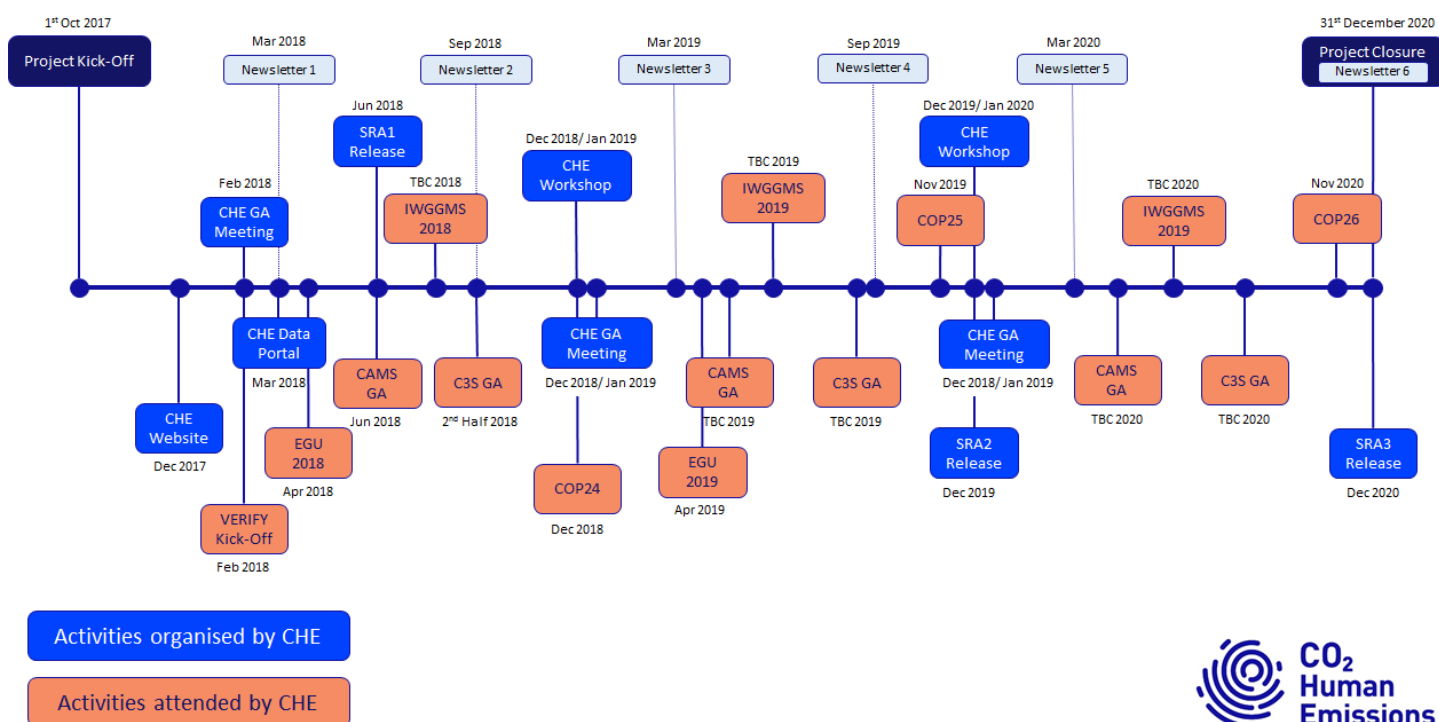 1st Oct 2017
Project Kick-Off
Mar 2018
Newsletter 1
Sep 2018
Newsletter 2
Mar 2019
Newsletter 3
Sep 2019
Newsletter 4
Mar 2020
Newsletter 5
31st December 2020
Project Closure
Newsletter 6
Jun 2018
SRA1
Release
Dec 2018/ Jan 2019
CHE
Workshop
Dec 2019/ Jan 2020
CHE
Workshop
Feb 2018
CHE GA
Meeting
TBC 2018
IWGGMS
2018
TBC 2019
IWGGMS
2019
Nov 2019
COP25
TBC 2020
IWGGMS
2019
Nov 2020
COP26
CHE Data
Portal
Mar 2018
CHE GA
Meeting
Dec 2018/ Jan 2019
CHE GA
Meeting
Dec 2018/ Jan 2019
CAMS
GA
Jun 2018
C3S GA
2nd Half 2018
CAMS
GA
TBC 2019
C3S GA
TBC 2019
CAMS
GA
TBC 2020
C3S GA
TBC 2020
CHE
Website
Dec 2017
EGU
2018
Apr 2018
VERIFY
Kick-Off
Feb 2018
COP24
Dec 2018
EGU
2019
Apr 2019
SRA2
Release
Dec 2019
SRA3
Release
Dec 2020
Activities organised by CHE
Activities attended by CHE
CO2
Human
Emissions